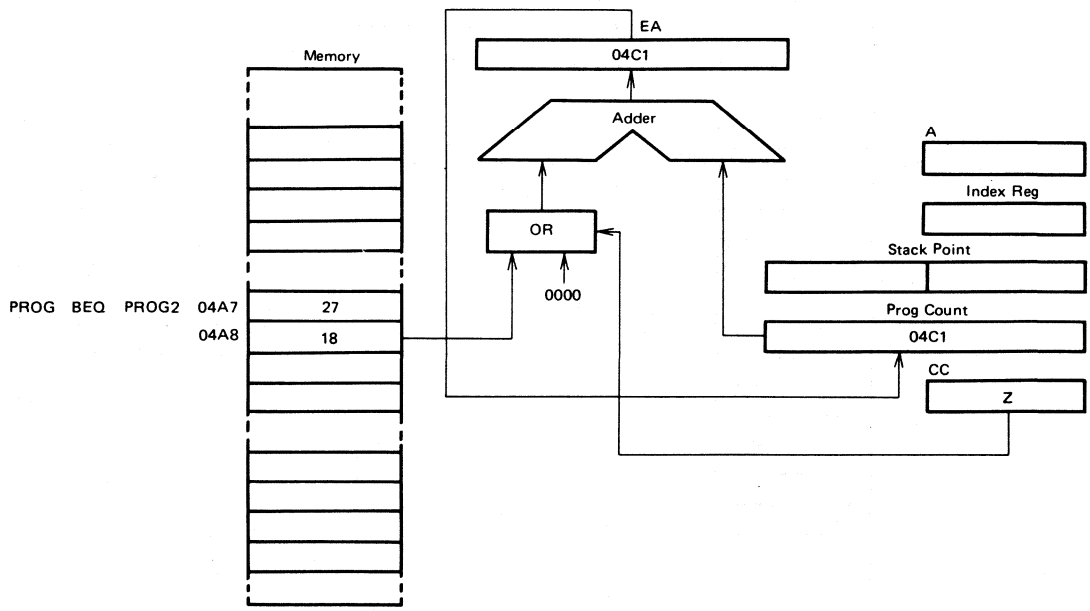 EA
04C1
Memory
Adder
A
Index Reg
OR
Stack Point
0000
PROG BEQ PROG2 04A7 27
Prog Count
04A8 18
04C1
CC
Z